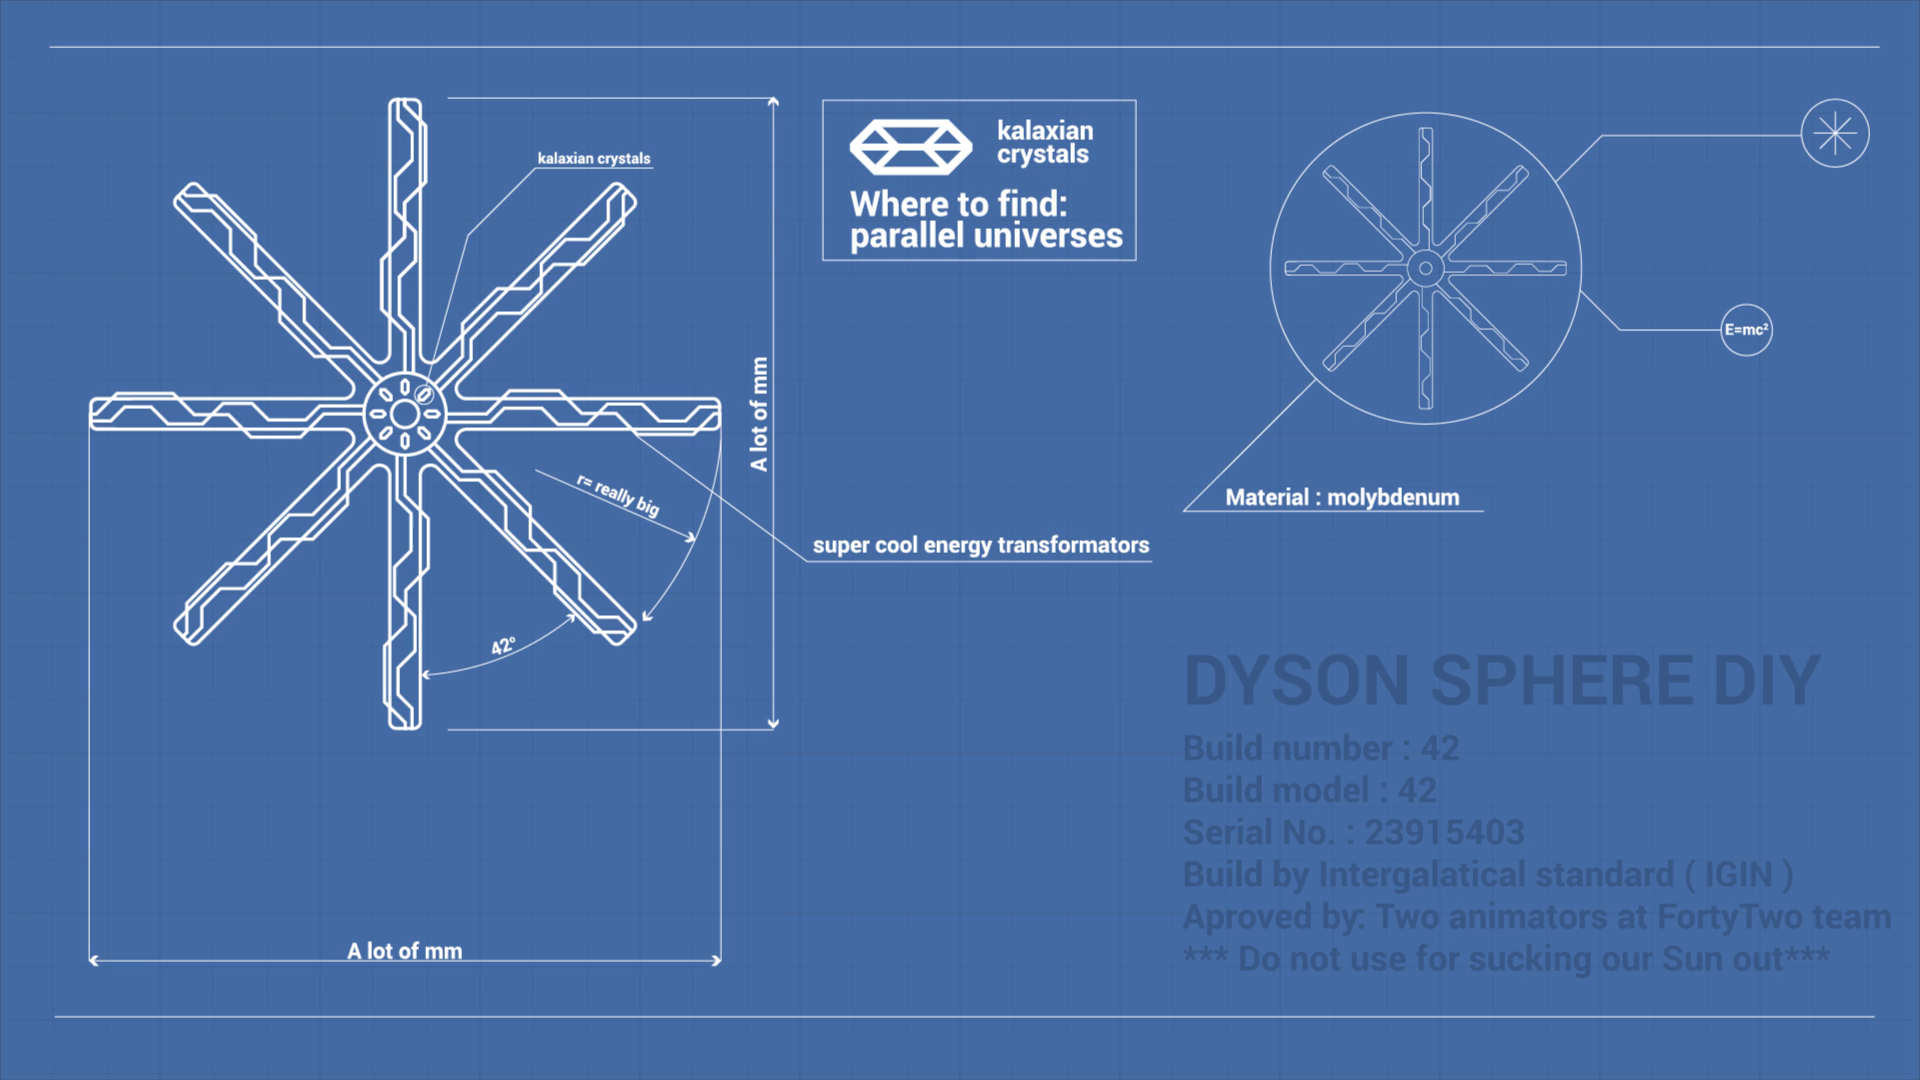 kalaxian crystals
kalaxian
crystals
Where to find:
parallel universes
A lot of mm
r= really big
42°
super cool energy transformators
A lot of mm
E=mc²
Material : molybdenum
DYSON SPHERE DIY
Build number : 42
Build model : 42
Serial No. : 23915403
Build by Intergalatical standard ( IGIN )
Aproved by: Two animators at FortyTwo team
*** Do not use for sucking our Sun out***